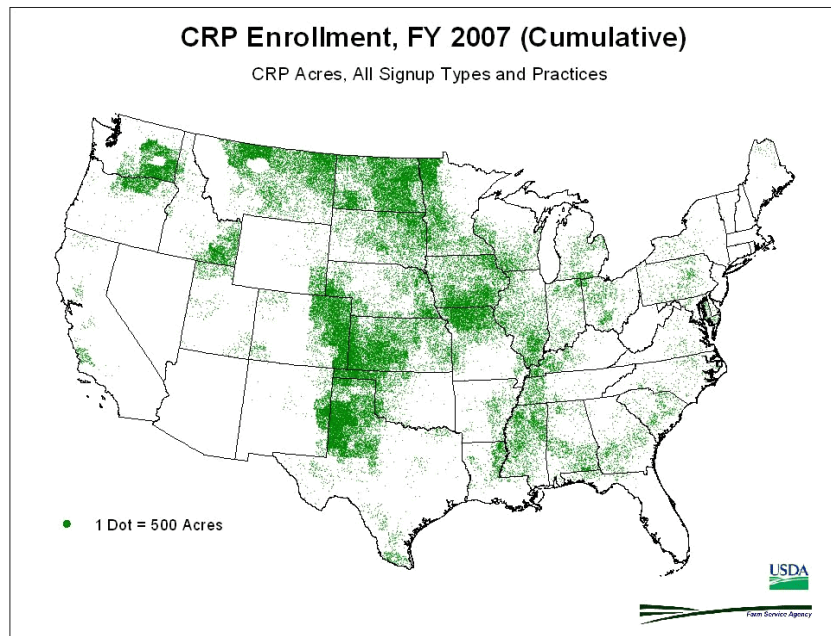 CRP Enrollment, FY 2007 (Cumulative)
CRP Acres, All Signup Types and Practices
1 Dot = 500 Acres
USDA
Farm Service Agency